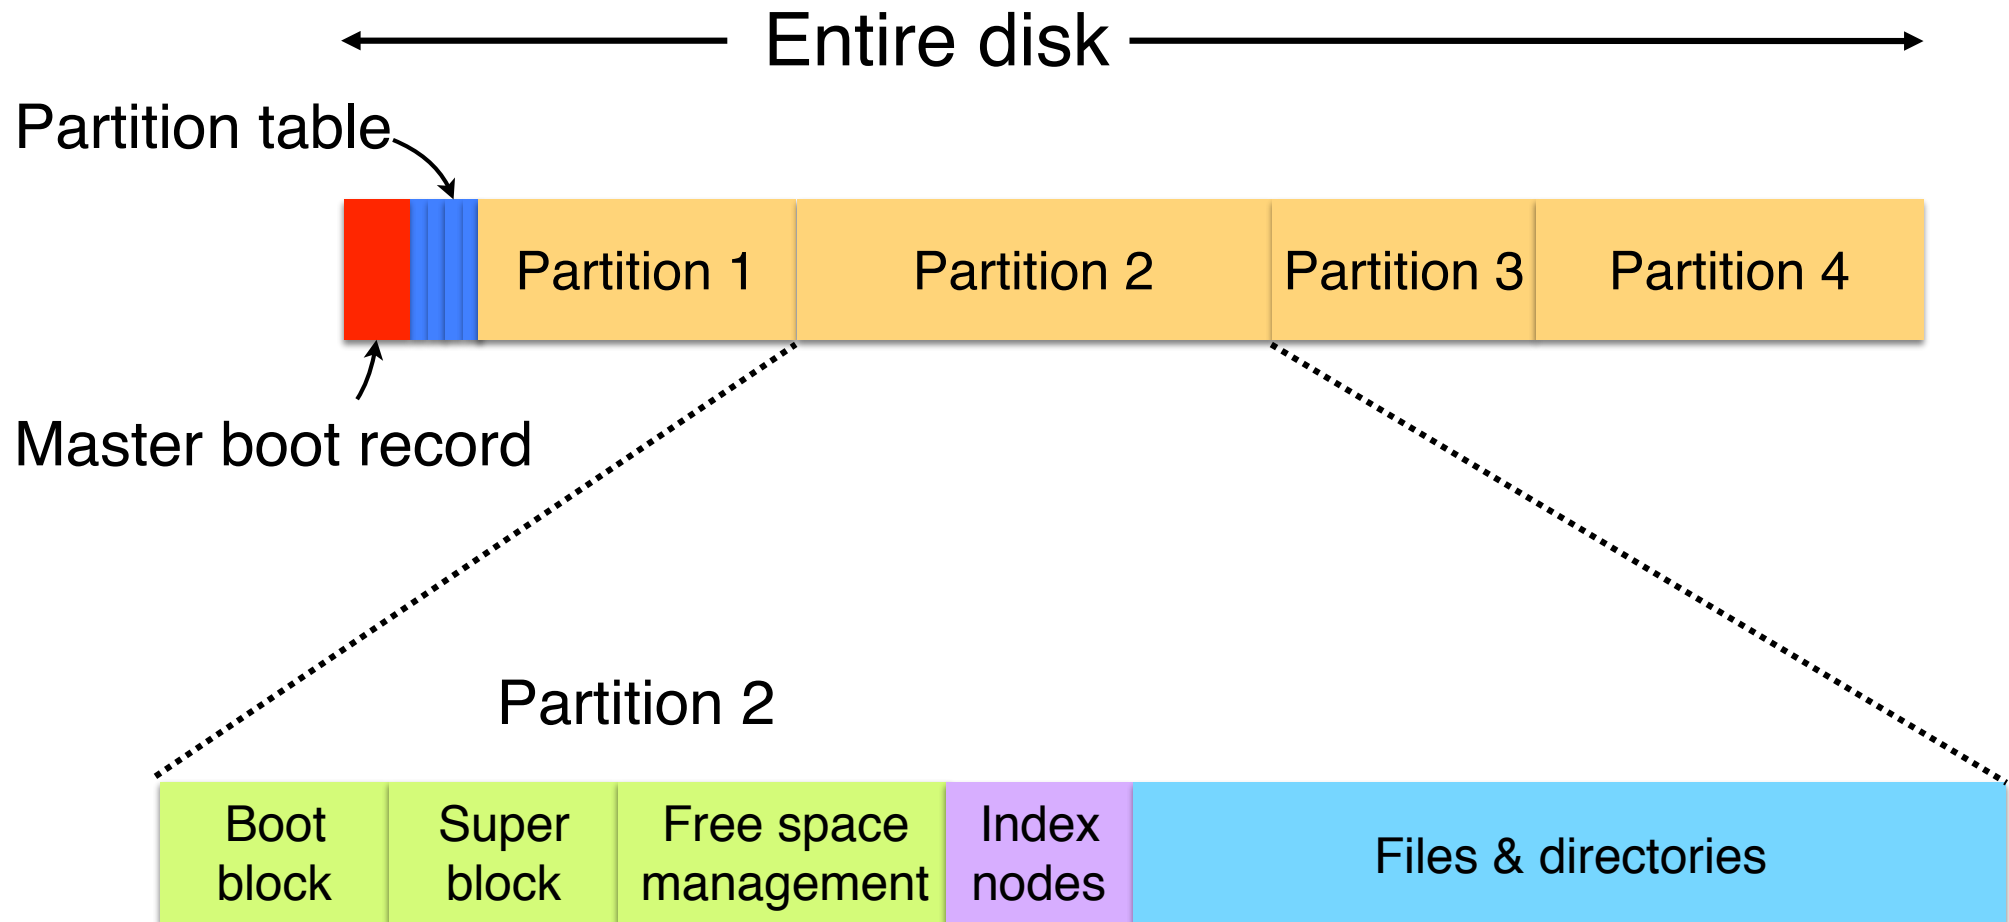 Entire disk
Partition table
Partition 1
Partition 2
Partition 3
Partition 4
Master boot record
Partition 2
Boot
block
Super
block
Free space
management
Index
nodes
Files & directories